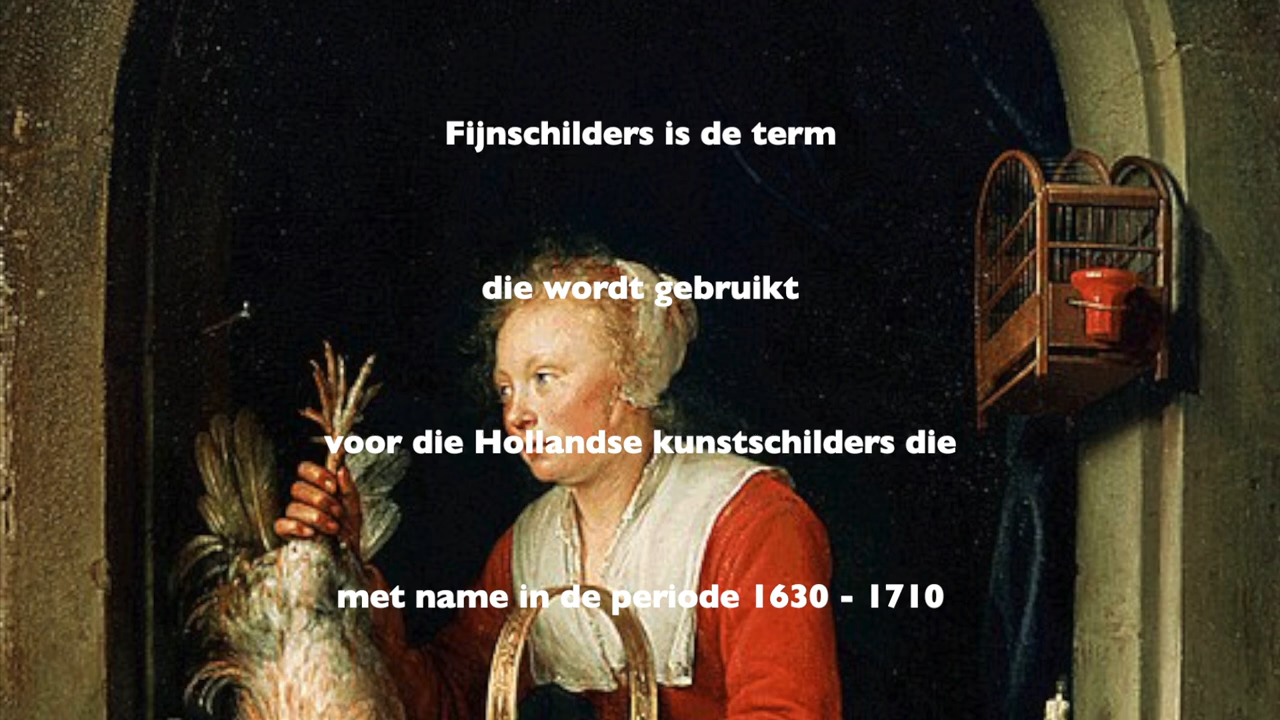 Fijnschilders is de term
die wordt gebruikt
voor die Hollandse kunstschilders die
met name in de periode 1630 - 1710